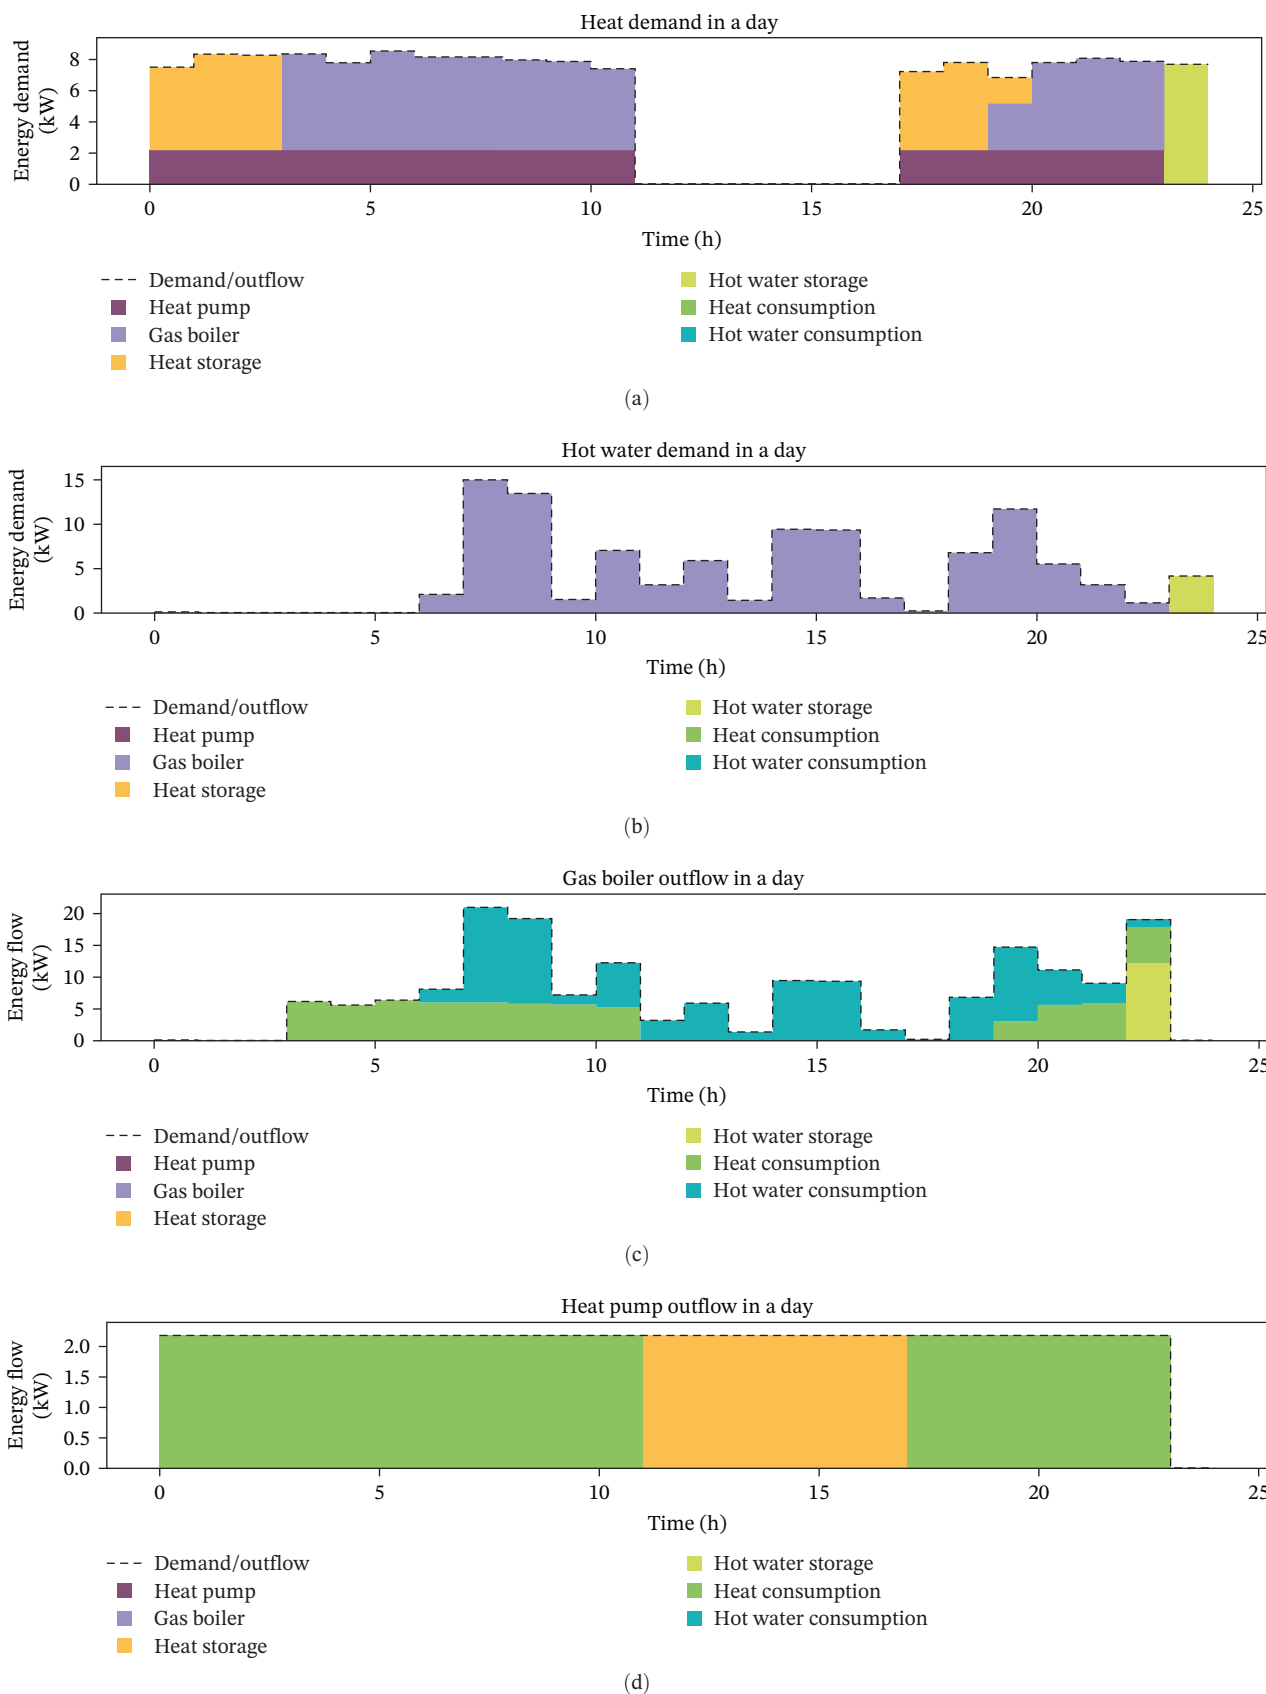 Heat demand in a day
Energy demand
(kW)
8
6
4
2
0
0 5 10 15 20 25
Time (h)
Demand/outflow
Heat pump
Gas boiler
Heat storage
Hot water storage
Heat consumption
Hot water consumption
(a)
Hot water demand in a day
Energy demand
(kW)
15
10
5
0
0 5 10 15 20 25
Time (h)
Demand/outflow
Heat pump
Gas boiler
Heat storage
Hot water storage
Heat consumption
Hot water consumption
(b)
Gas boiler outflow in a day
Energy flow
(kW)
20
15
10
5
0
0 5 10 15 20 25
Time (h)
Demand/outflow
Heat pump
Gas boiler
Heat storage
Hot water storage
Heat consumption
Hot water consumption
(c)
Heat pump outflow in a day
Energy flow
(kW)
2.0
1.5
1.0
0.5
0.0
0 5 10 15 20 25
Time (h)
Demand/outflow
Heat pump
Gas boiler
Heat storage
Hot water storage
Heat consumption
Hot water consumption
(d)